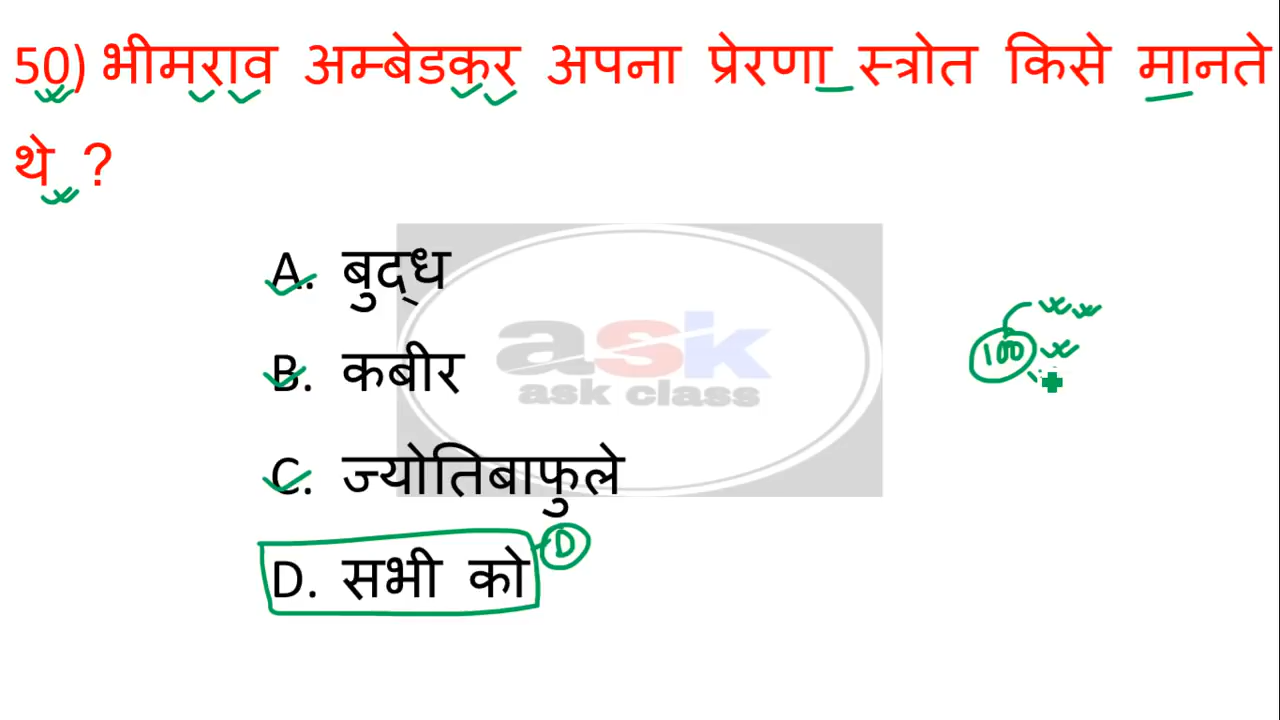 50) भीमराव अम्बेडकर अपना प्रेरणा स्त्रोत किसे मानते
थे ?
A. बुद्ध
ask
ask class
100
B. कबीर
C. ज्योतिबाफुले
D. सभी को
D